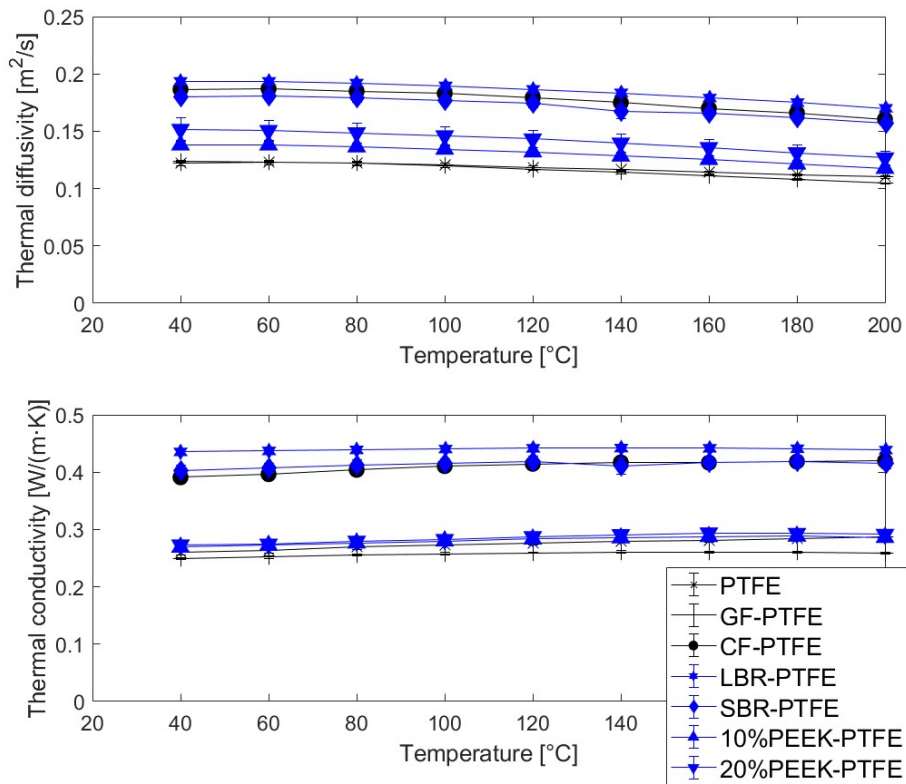 0.25
0.2
0.15
0.1
0.05
0
Thermal diffusivity [m²/s]
20 40 60 80 100 120 140 160 180 200
Temperature [°C]
0.5
0.4
0.3
0.2
0.1
0
Thermal conductivity [W/(m·K)]
20 40 60 80 100 120 140
Temperature [°C]
PTFE
GF-PTFE
CF-PTFE
LBR-PTFE
SBR-PTFE
10%PEEK-PTFE
20%PEEK-PTFE